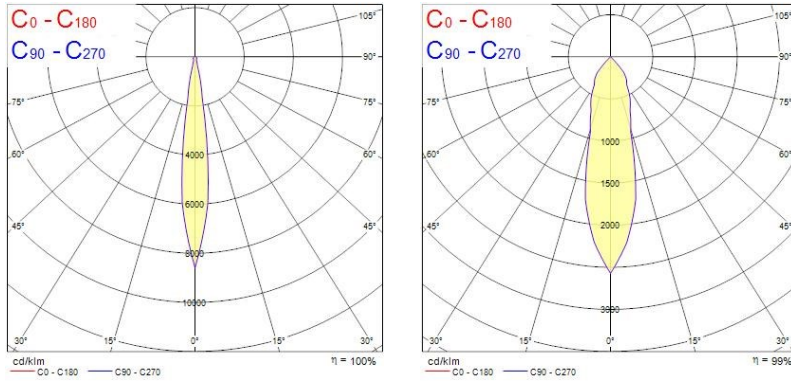 C0 - C180
C90 - C270
105°
90°
75°
75°
60°
60°
45°
45°
4000
6000
8000
10000
30°
15°
0°
15°
30°
cd/klm
η = 100%
C0 - C180
C90 - C270
C0 - C180
C90 - C270
105°
90°
75°
75°
60°
60°
45°
45°
1000
1500
2000
3000
30°
15°
0°
15°
30°
cd/klm
η = 99%
C0 - C180
C90 - C270